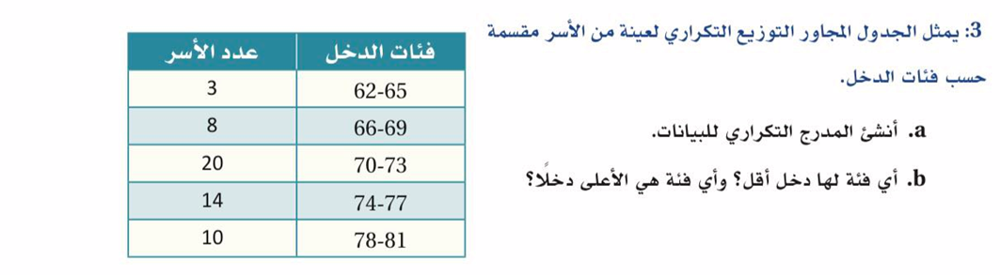 3: يمثل الجدول المجاور التوزيع التكراري لعينة من الأسر مقسمة
حسب فئات الدخل.
a. أنشئ المدرج التكراري للبيانات.
b. أي فئة لها دخل أقل؟ وأي فئة هي الأعلى دخلًا؟
فئات الدخل عدد الأسر
62-65 3
66-69 8
70-73 20
74-77 14
78-81 10